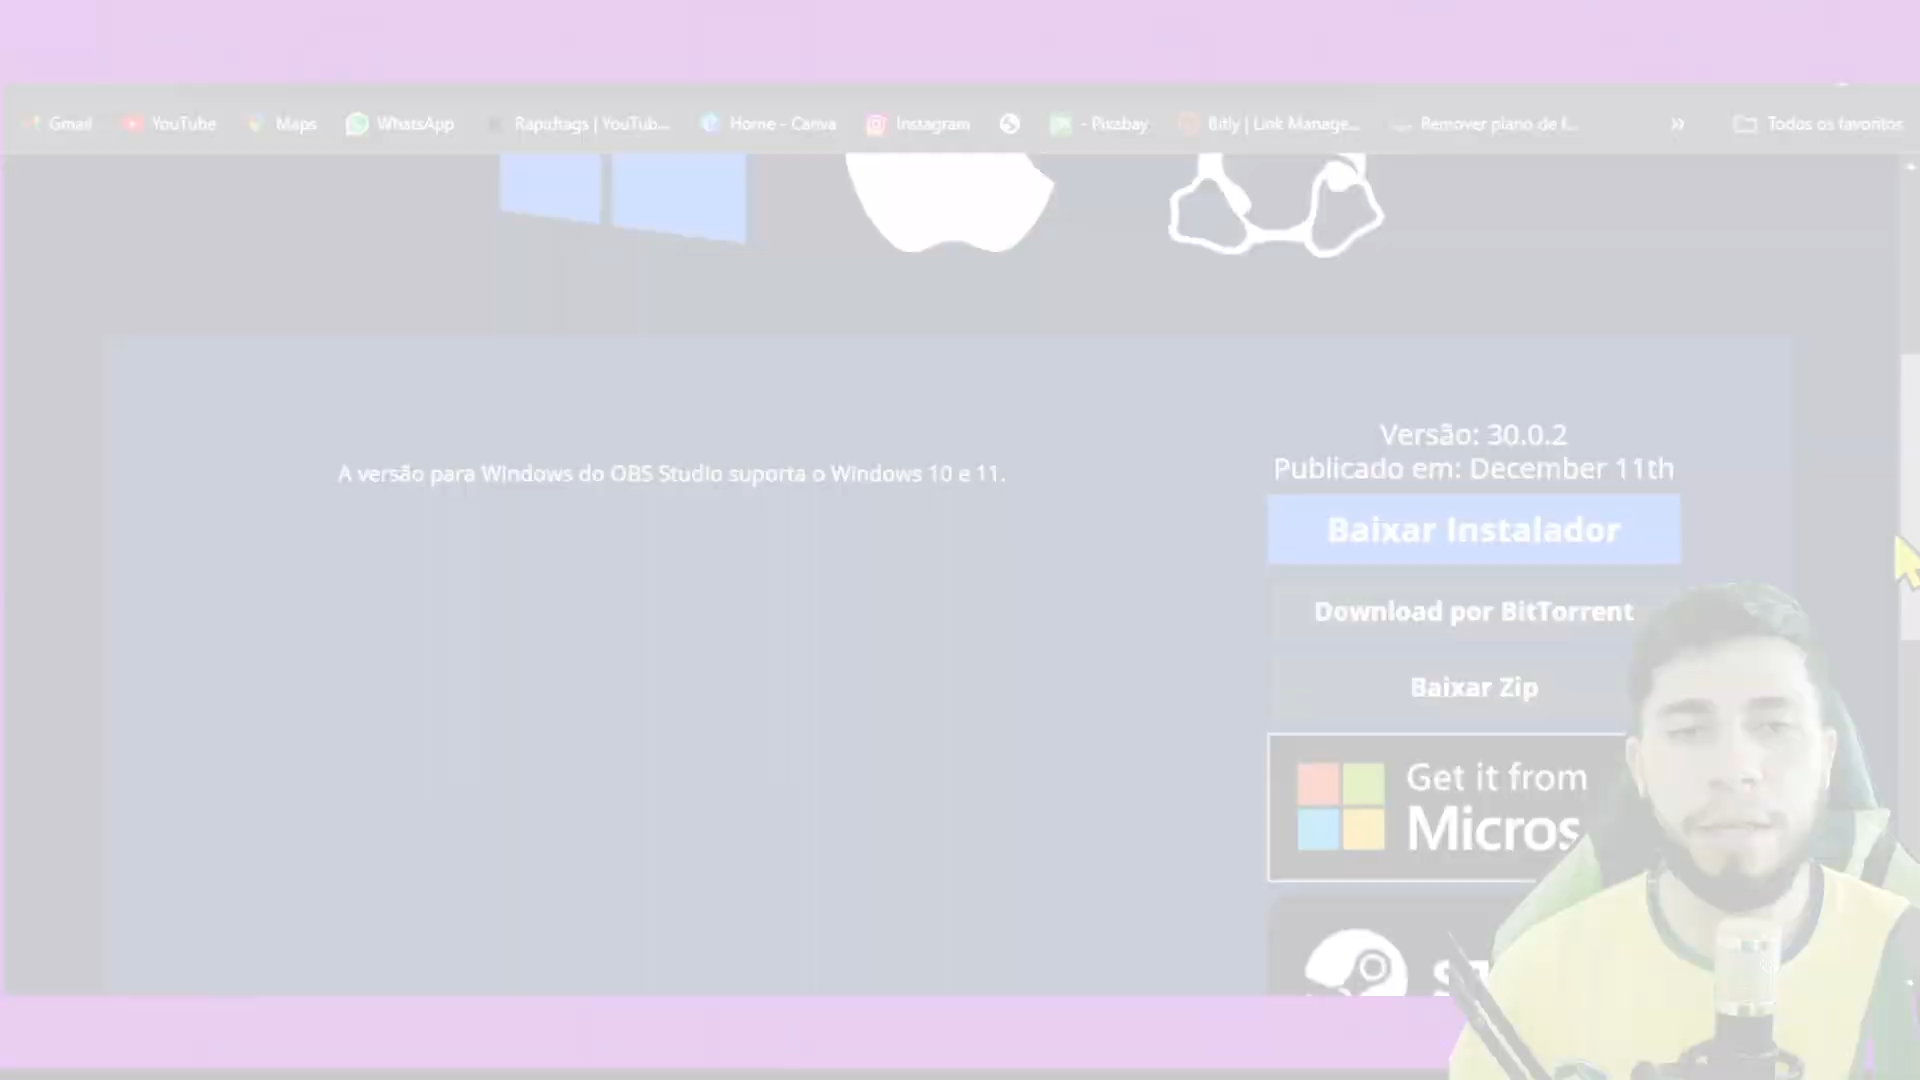 Gmail YouTube Maps WhatsApp Rapichags | YouTub... Home - Canva Instagram - Pixabay Bitly | Link Manage... Remover plano de f... » Todos os favoritos
A versão para Windows do OBS Studio suporta o Windows 10 e 11.
Versão: 30.0.2
Publicado em: December 11th
Baixar Instalador
Download por BitTorrent
Baixar Zip
Get it from
Micros